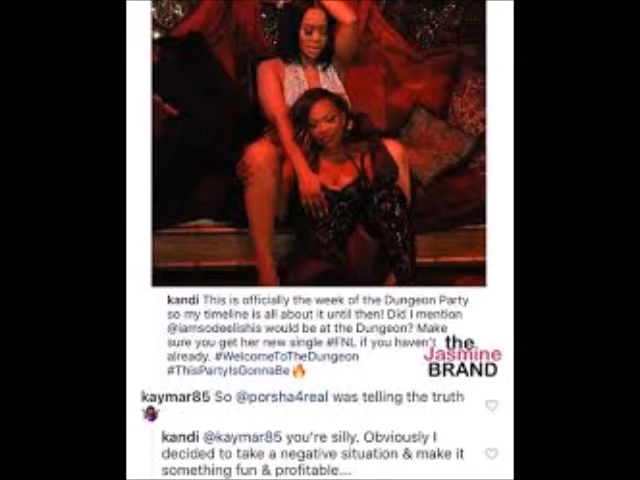 kandi This is officially the week of the Dungeon Party
so my timeline is all about it until then! Did I mention
@iamsodeelishis would be at the Dungeon? Make
sure you get her new single #FNL if you haven't
already. #WelcomeToTheDungeon
#ThisPartyIsGonnaBe🔥
the
Jasmine
BRAND
kaymar85 So @porsha4real was telling the truth
kandi @kaymar85 you're silly. Obviously I
decided to take a negative situation & make it
something fun & profitable...